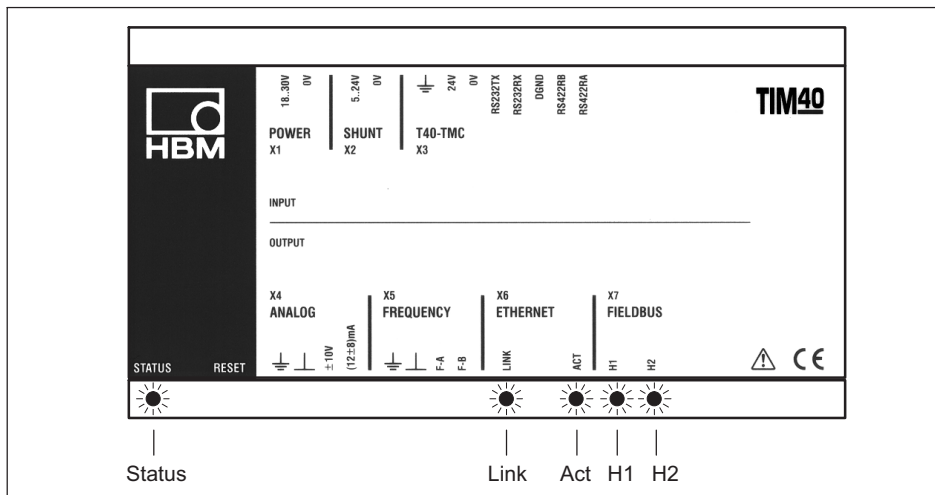 18..30V 0V 5..24V 0V 24V 0V RS232TX RS232RX DGND RS422RB RS422RA
TIM40
HBM
POWER SHUNT T40-TMC
X1 X2 X3
INPUT
OUTPUT
X4 X5 X6 X7
ANALOG FREQUENCY ETHERNET FIELDBUS
±10V (12±8)mA F-A F-B LINK ACT H1 H2
STATUS RESET CE
Status Link Act H1 H2